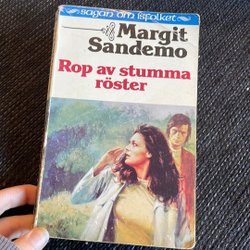 sagan om isfolket
Margit
Sandemo
Rop av stumma
röster